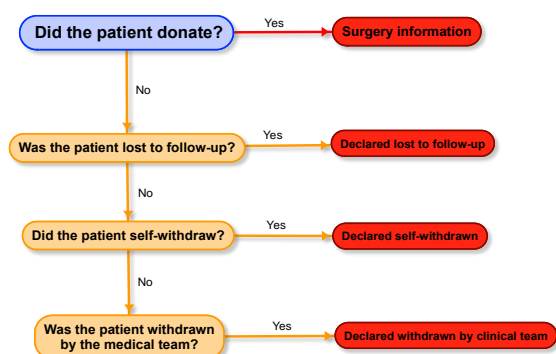 Did the patient donate?
Yes
Surgery information
No
Was the patient lost to follow-up?
Yes
Declared lost to follow-up
No
Did the patient self-withdraw?
Yes
Declared self-withdrawn
No
Was the patient withdrawn
by the medical team?
Yes
Declared withdrawn by clinical team